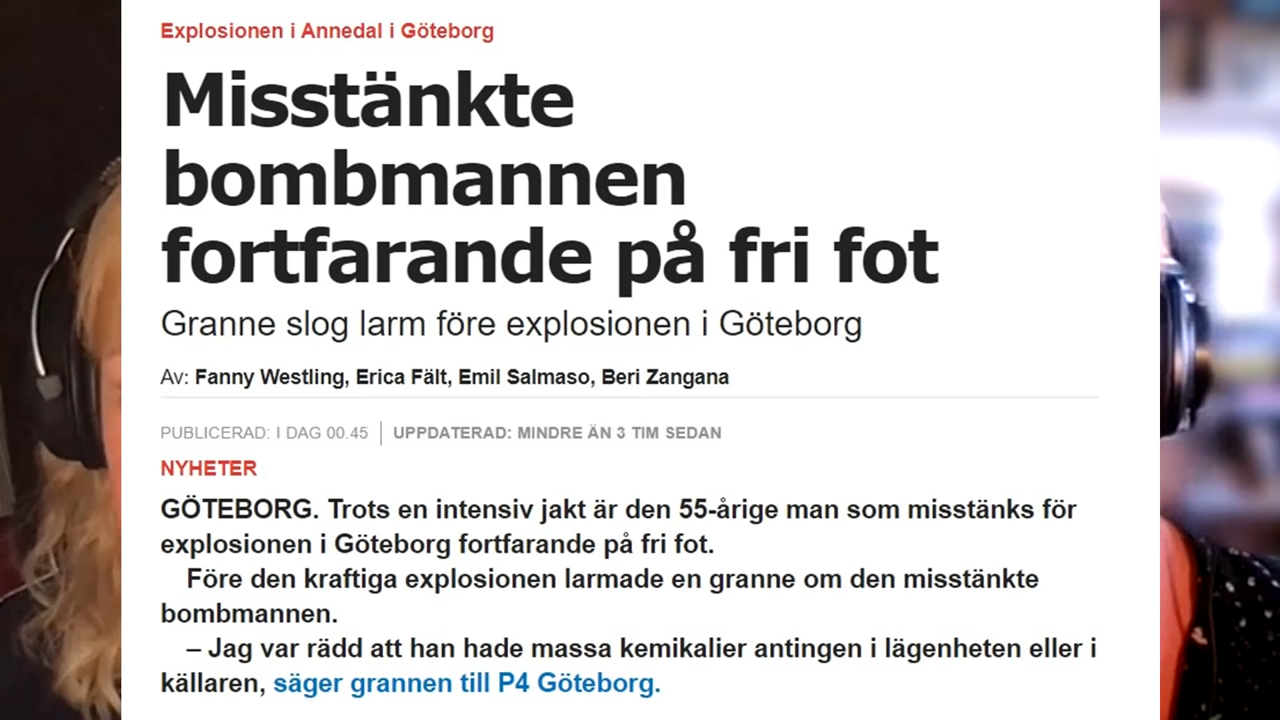 Explosionen i Annedal i Göteborg
Misstänkte
bombmannen
fortfarande på fri fot
Granne slog larm före explosionen i Göteborg
Av: Fanny Westling, Erica Fält, Emil Salmaso, Beri Zangana
PUBLICERAD: I DAG 00.45 | UPPDATERAD: MINDRE ÄN 3 TIM SEDAN
NYHETER
GÖTEBORG. Trots en intensiv jakt är den 55-årige man som misstänks för
explosionen i Göteborg fortfarande på fri fot.
Före den kraftiga explosionen larmade en granne om den misstänkte
bombmannen.
– Jag var rädd att han hade massa kemikalier antingen i lägenheten eller i
källaren, säger grannen till P4 Göteborg.